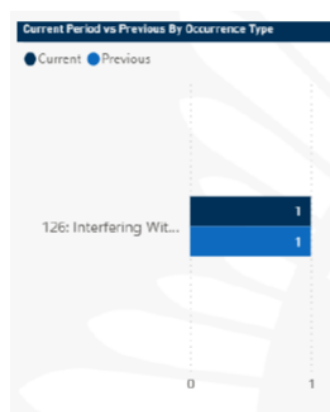 Current Period vs Previous By Occurrence Type
Current Previous
1
126: Interfering Wit...
1
0 1